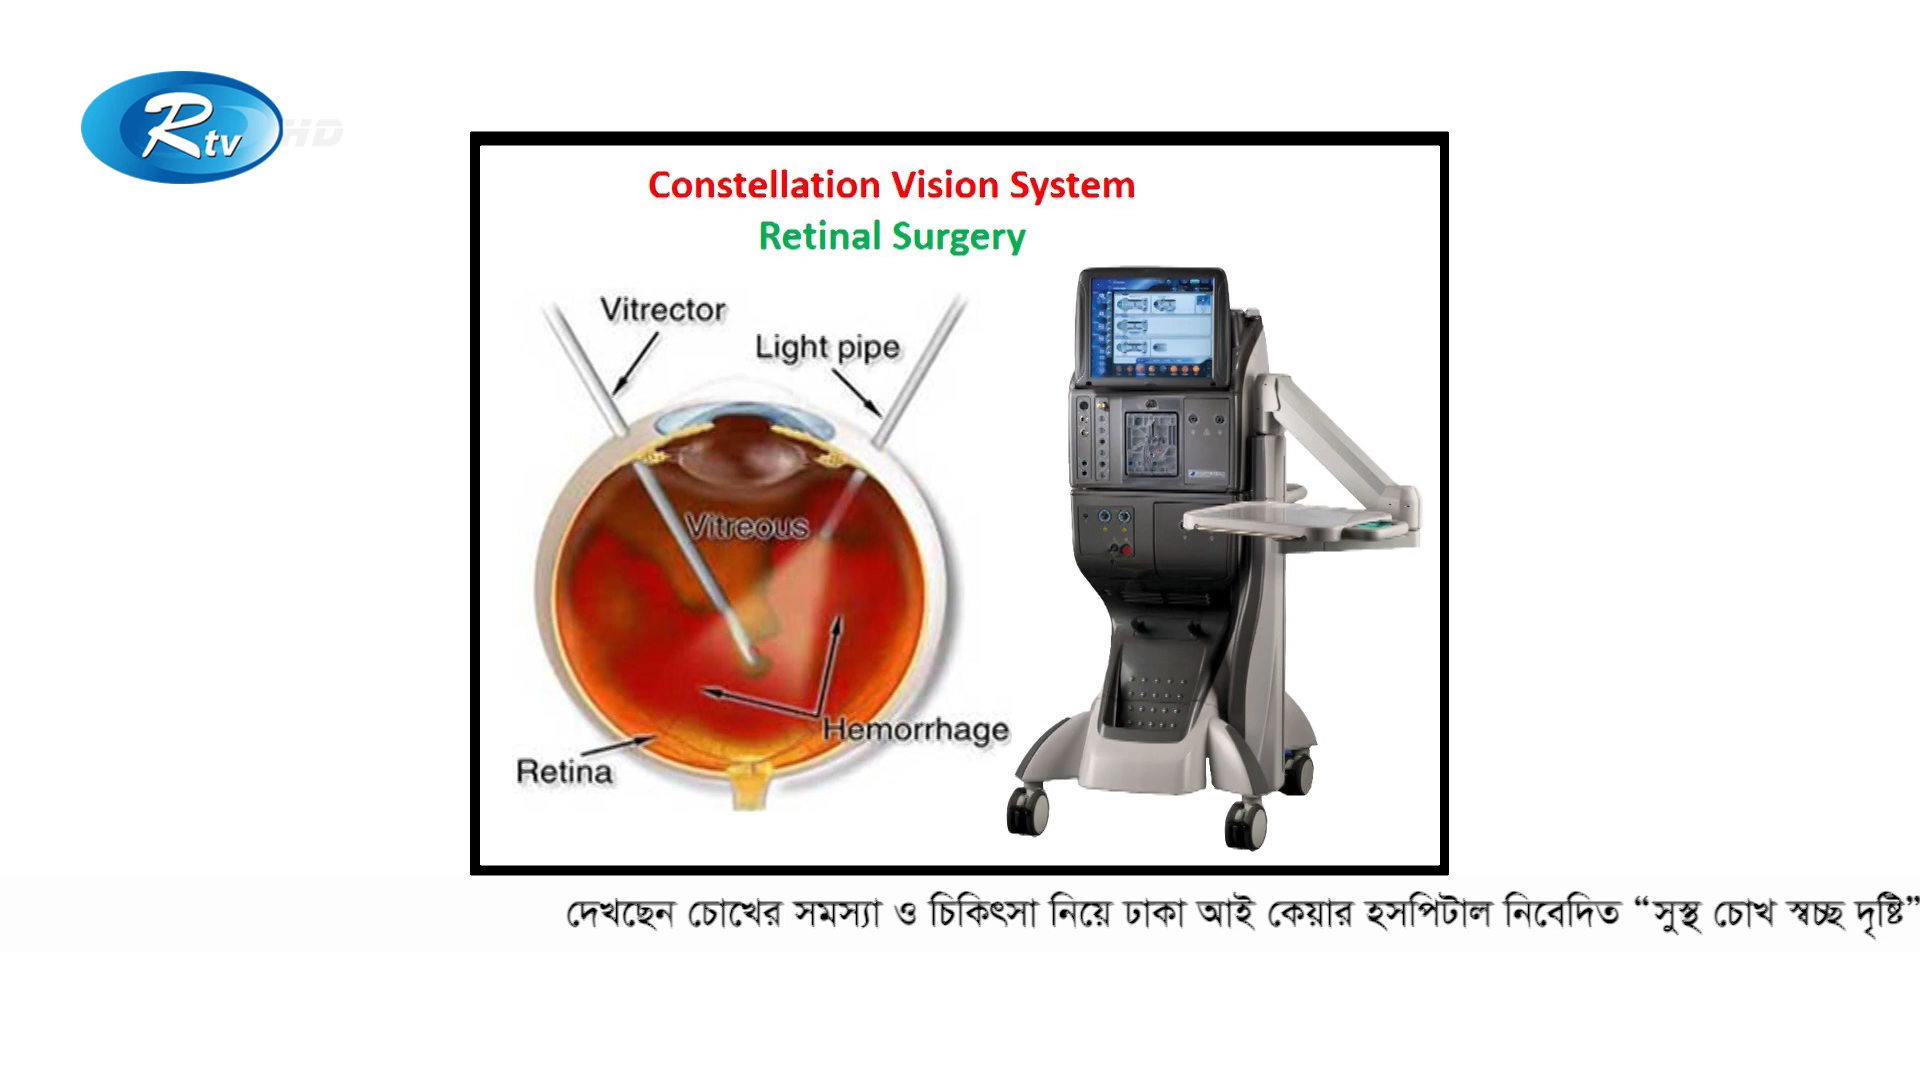 Rtv HD
Constellation Vision System
Retinal Surgery
Vitrector
Light pipe
Vitreous
Hemorrhage
Retina
দেখছেন চোখের সমস্যা ও চিকিৎসা নিয়ে ঢাকা আই কেয়ার হসপিটাল নিবেদিত “সুস্থ চোখ স্বচ্ছ দৃষ্টি”